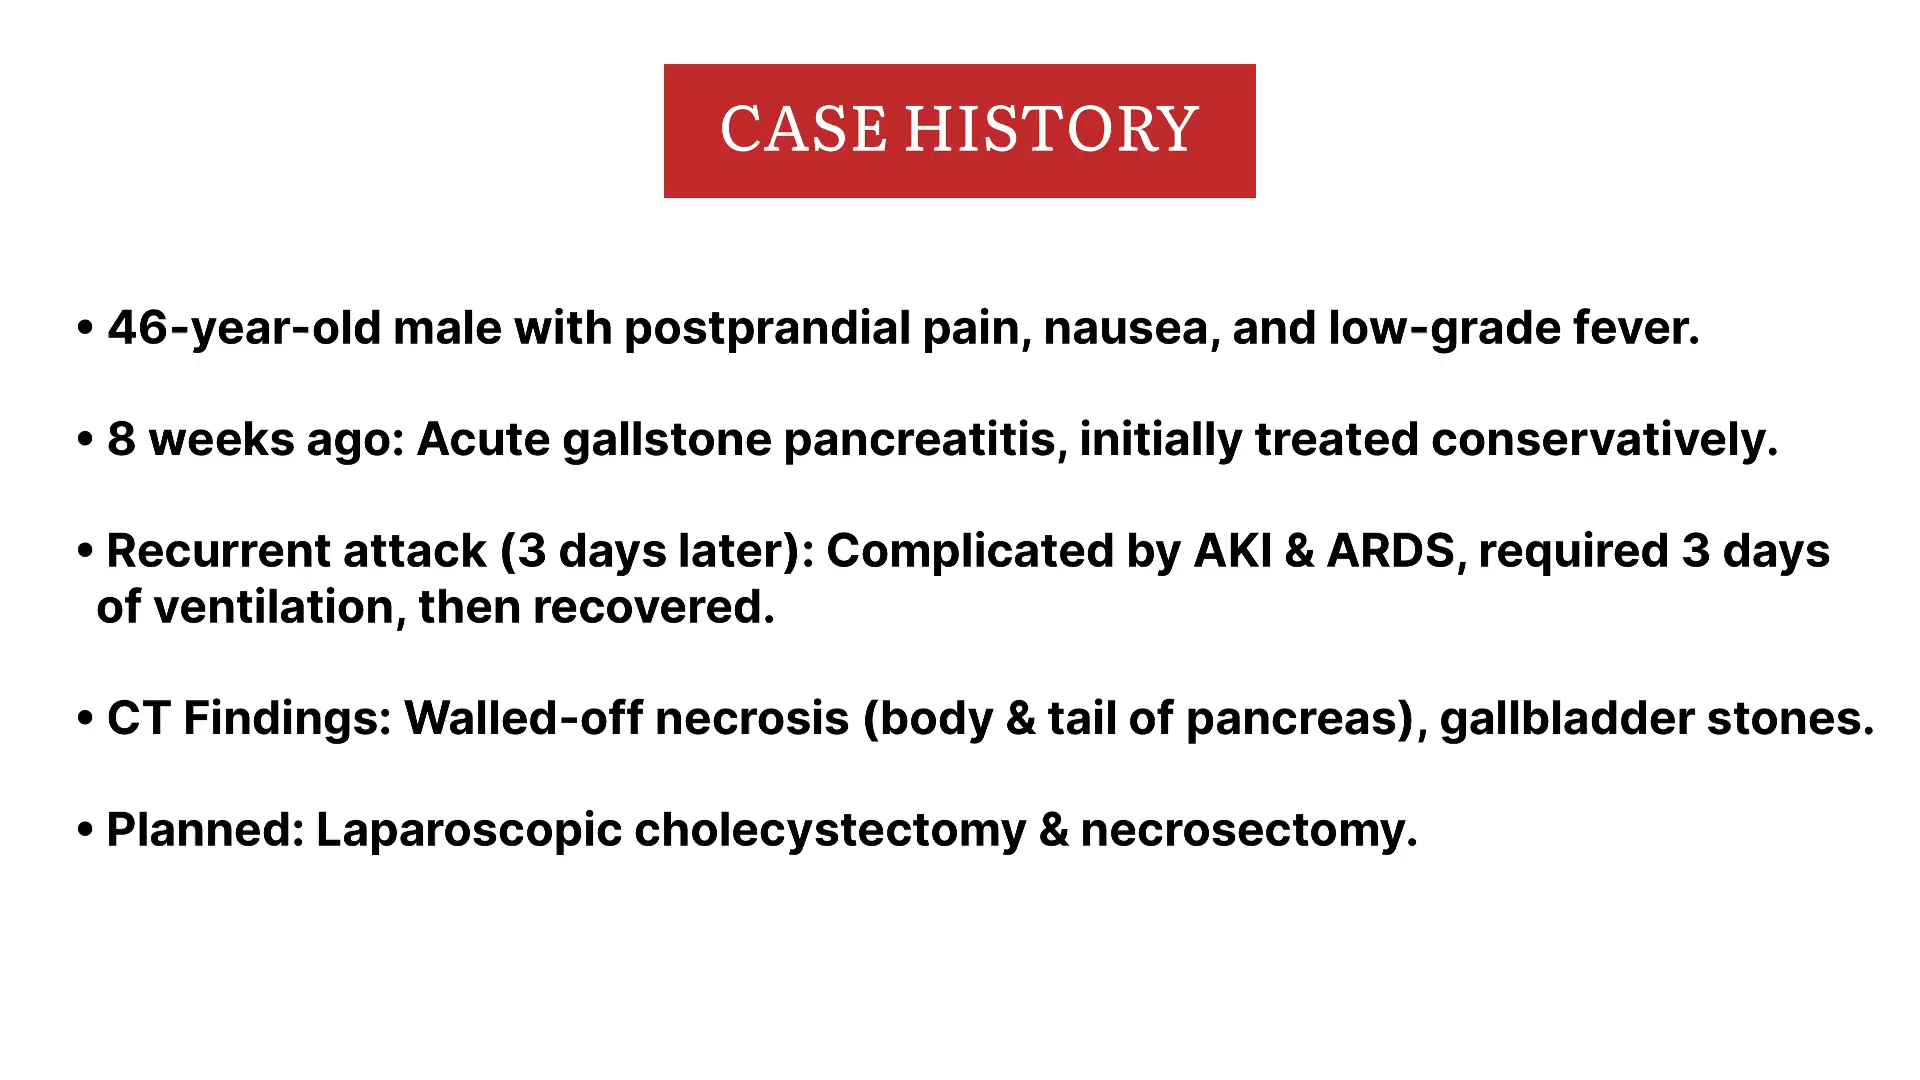 CASE HISTORY
• 46-year-old male with postprandial pain, nausea, and low-grade fever.
• 8 weeks ago: Acute gallstone pancreatitis, initially treated conservatively.
• Recurrent attack (3 days later): Complicated by AKI & ARDS, required 3 days
of ventilation, then recovered.
• CT Findings: Walled-off necrosis (body & tail of pancreas), gallbladder stones.
• Planned: Laparoscopic cholecystectomy & necrosectomy.